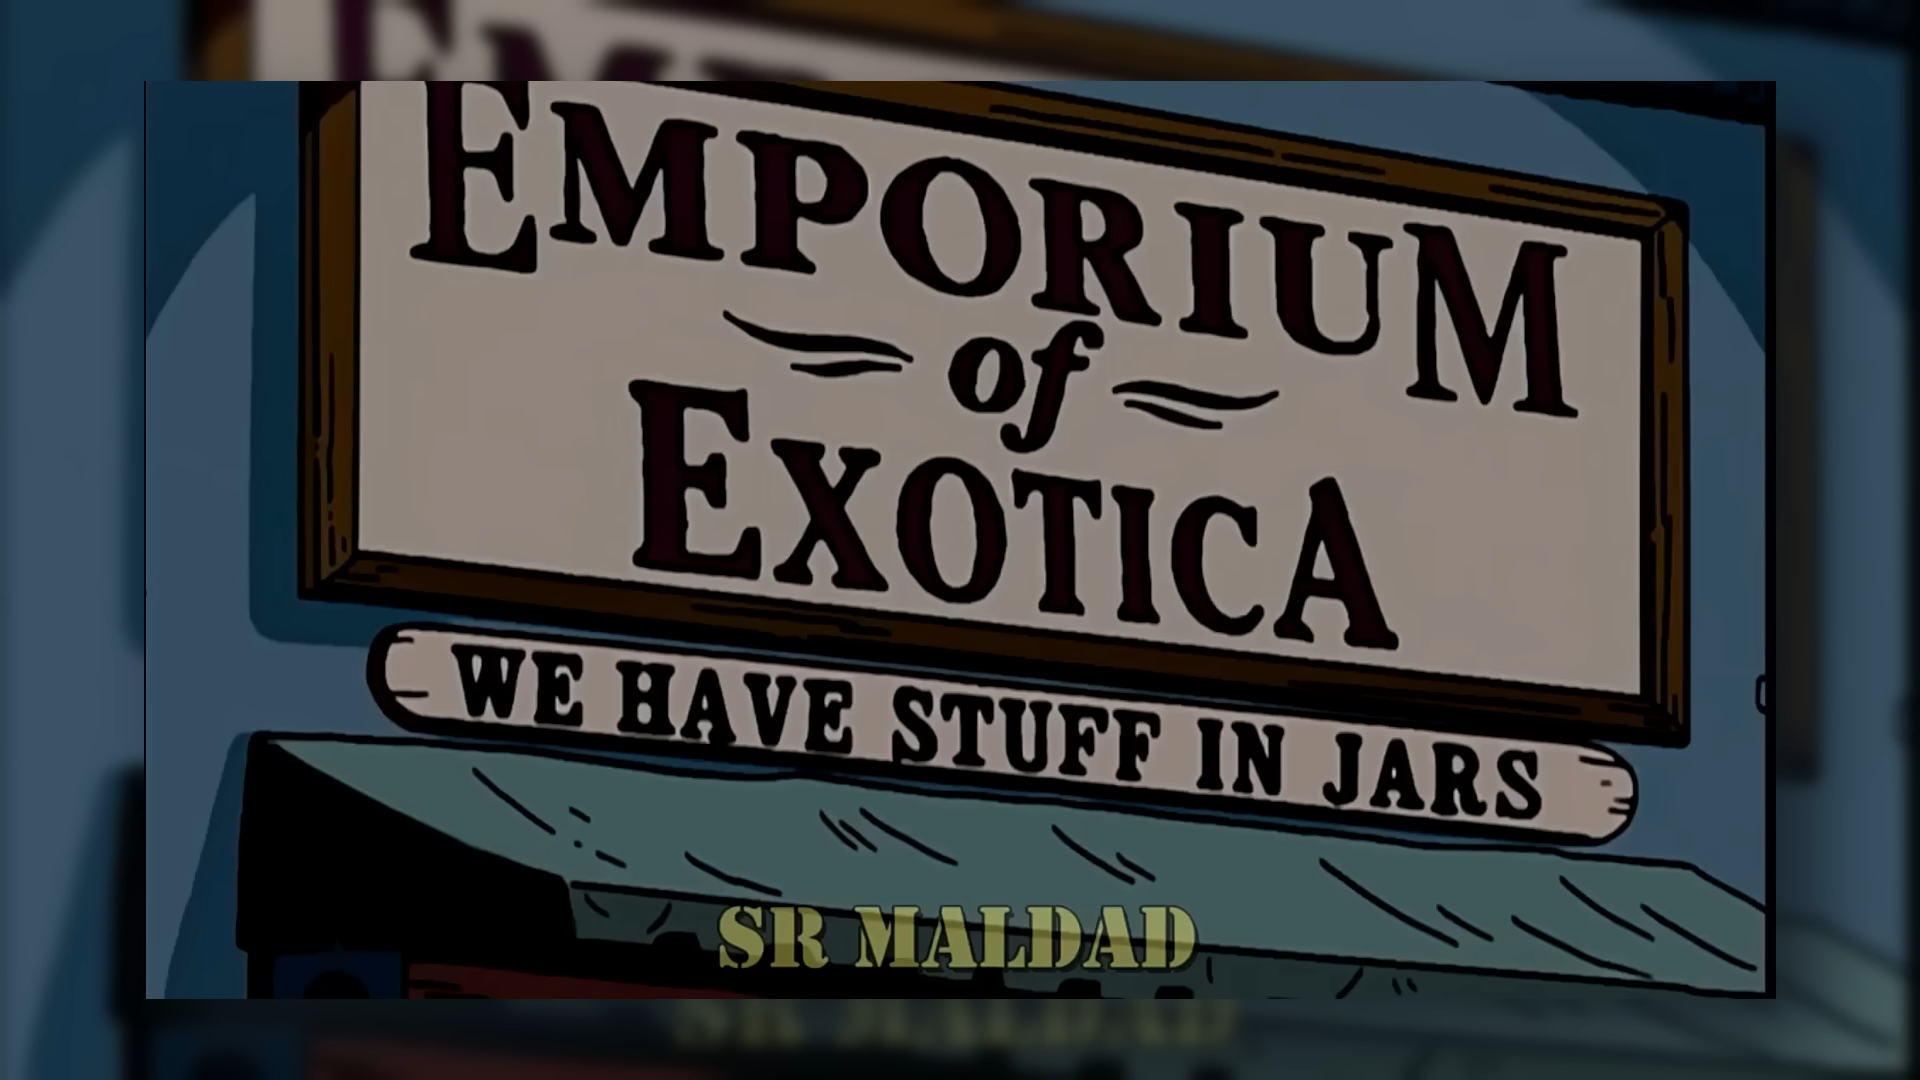 EMPORIUM
of
EXOTICA
WE HAVE STUFF IN JARS
SR MALDAD